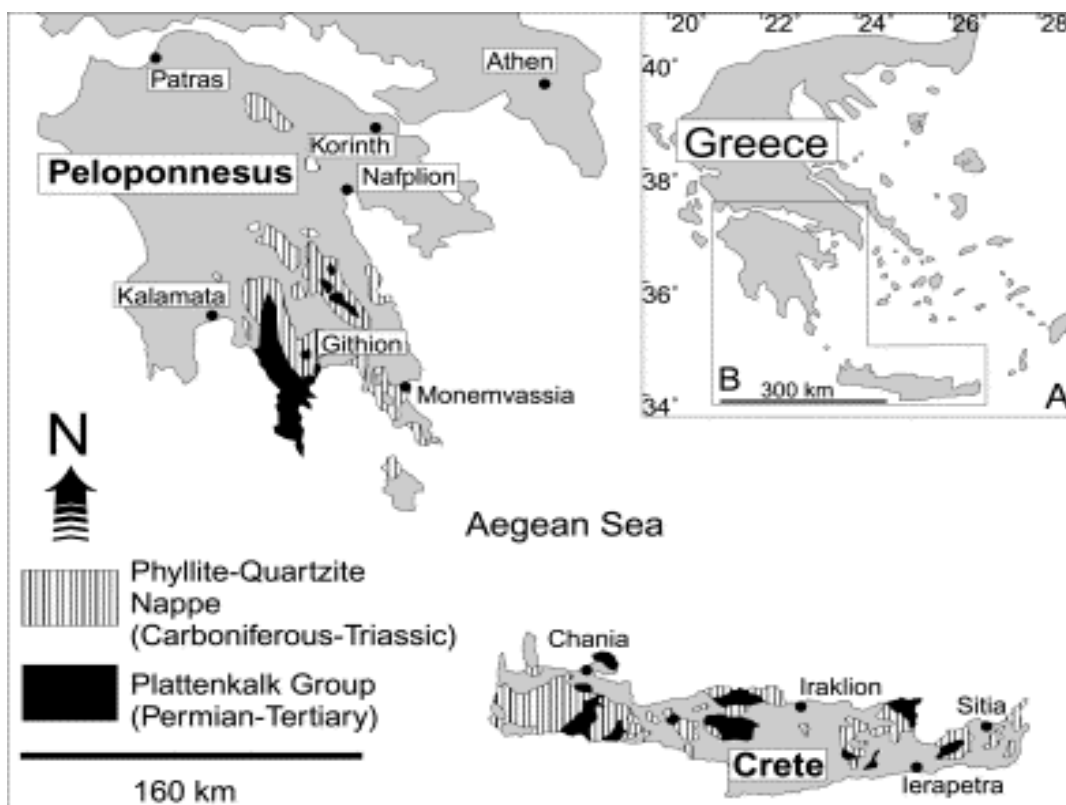 20° 22° 24° 26° 28
40°
38°
36°
34°
Greece
B
300 km
A
Patras
Athen
Korinth
Peloponnesus
Nafplion
Kalamata
Githion
Monemvassia
N
Aegean Sea
Phyllite-Quartzite
Nappe
(Carboniferous-Triassic)
Plattenkalk Group
(Permian-Tertiary)
160 km
Chania
Iraklion
Sitia
Crete
Ierapetra